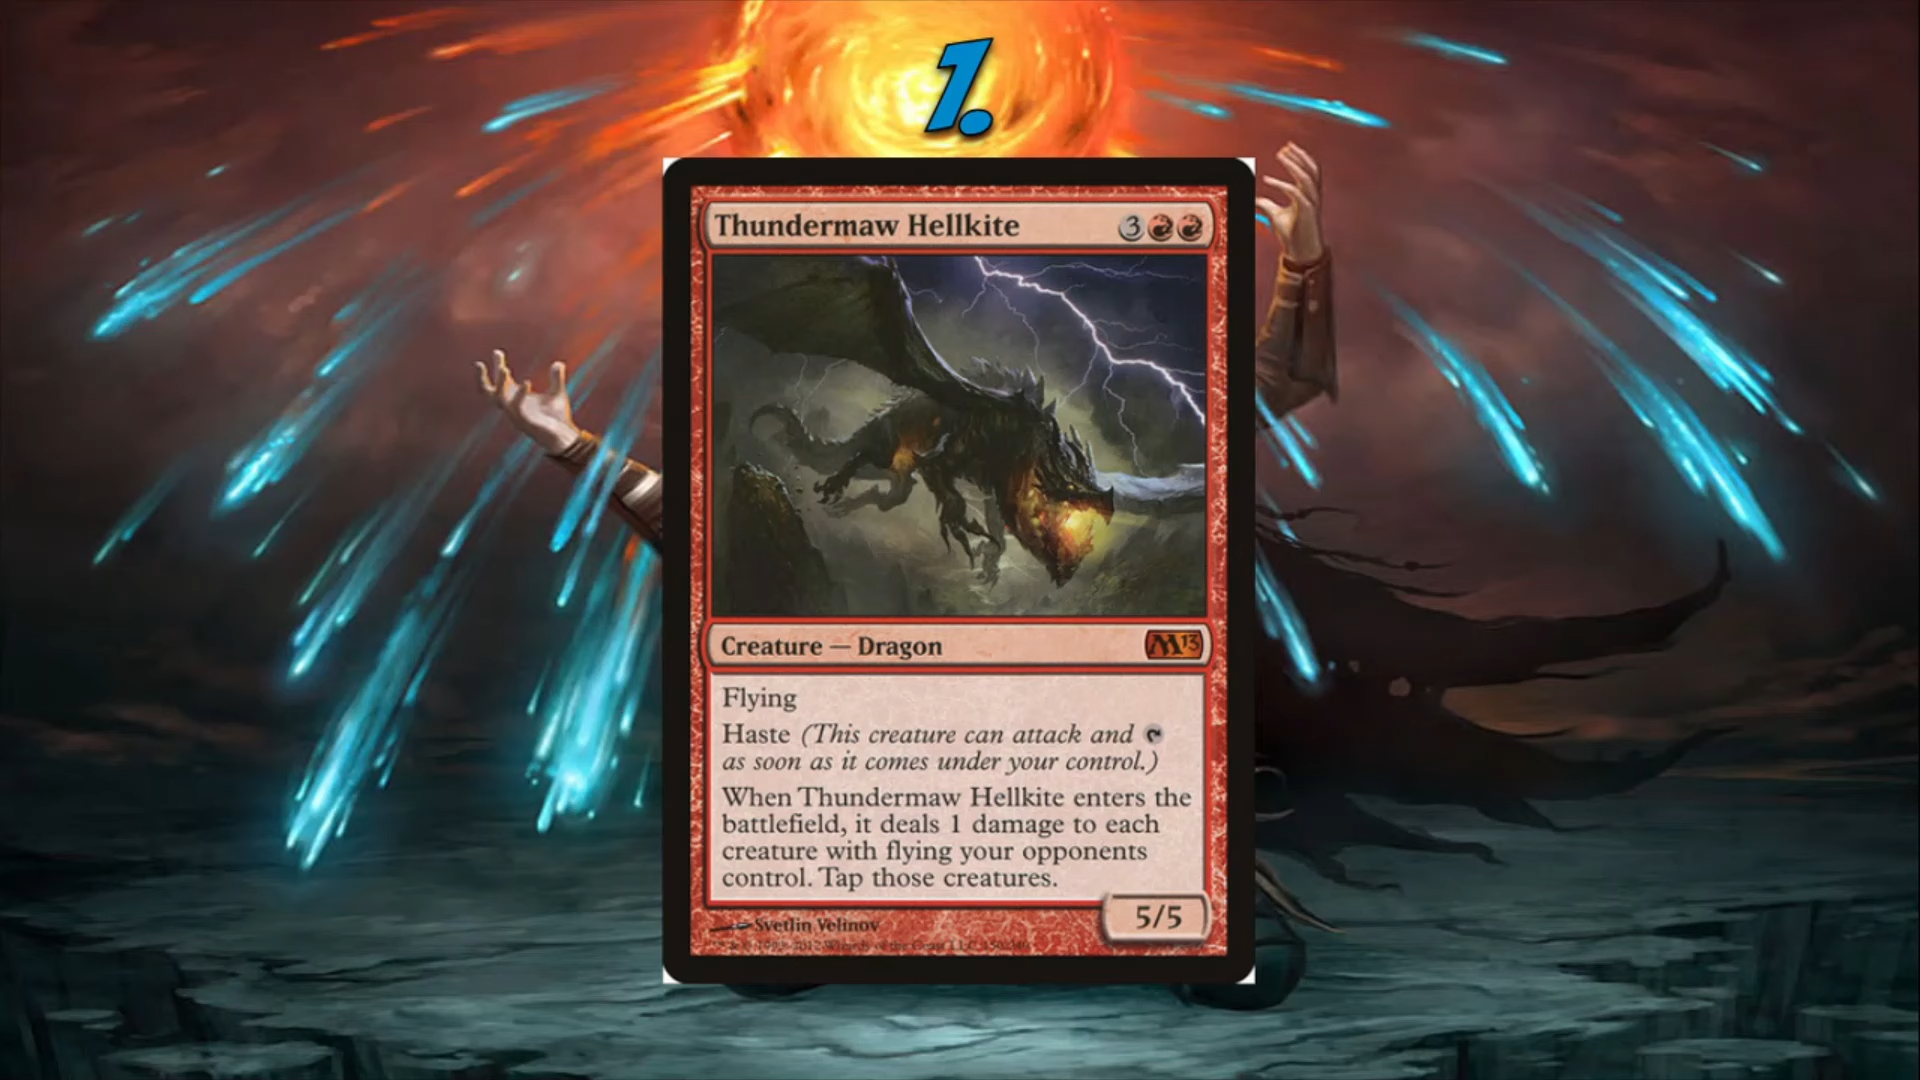 1.
Thundermaw Hellkite 3
Creature — Dragon M13
Flying
Haste (This creature can attack and
as soon as it comes under your control.)
When Thundermaw Hellkite enters the
battlefield, it deals 1 damage to each
creature with flying your opponents
control. Tap those creatures.
5/5
Svetlin Velinov